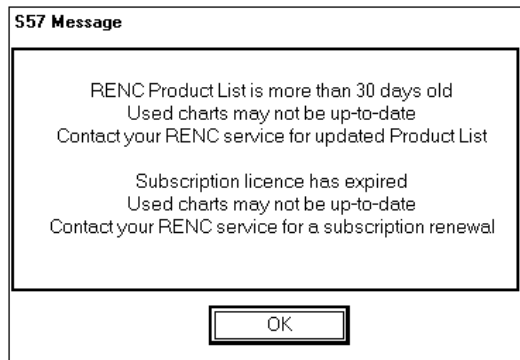 S57 Message
RENC Product List is more than 30 days old
Used charts may not be up-to-date
Contact your RENC service for updated Product List
Subscription licence has expired
Used charts may not be up-to-date
Contact your RENC service for a subscription renewal
OK